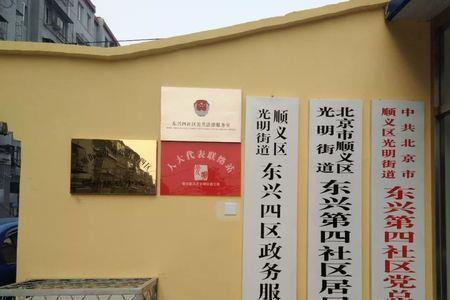 东兴四社区公共法律服务室
人大代表联络站
顺义区
光明街道
东兴四区政务服
北京市顺义区
光明街道
东兴第四社区居
中共北京市
顺义区光明街道
东兴第四社区党总